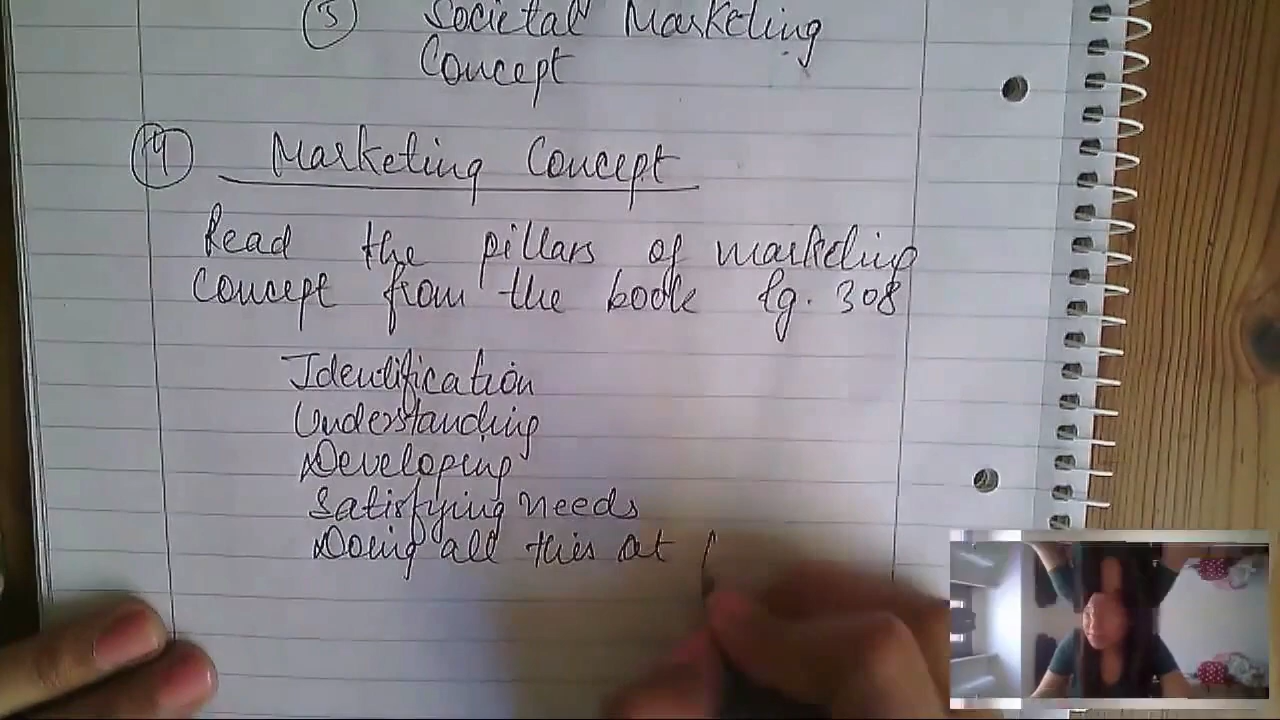 5 Societal Marketing
Concept
4 Marketing Concept
Read the pillars of marketing
Concept from the book Pg. 308
Identification
Understanding
Developing
Satisfying needs
Doing all this at